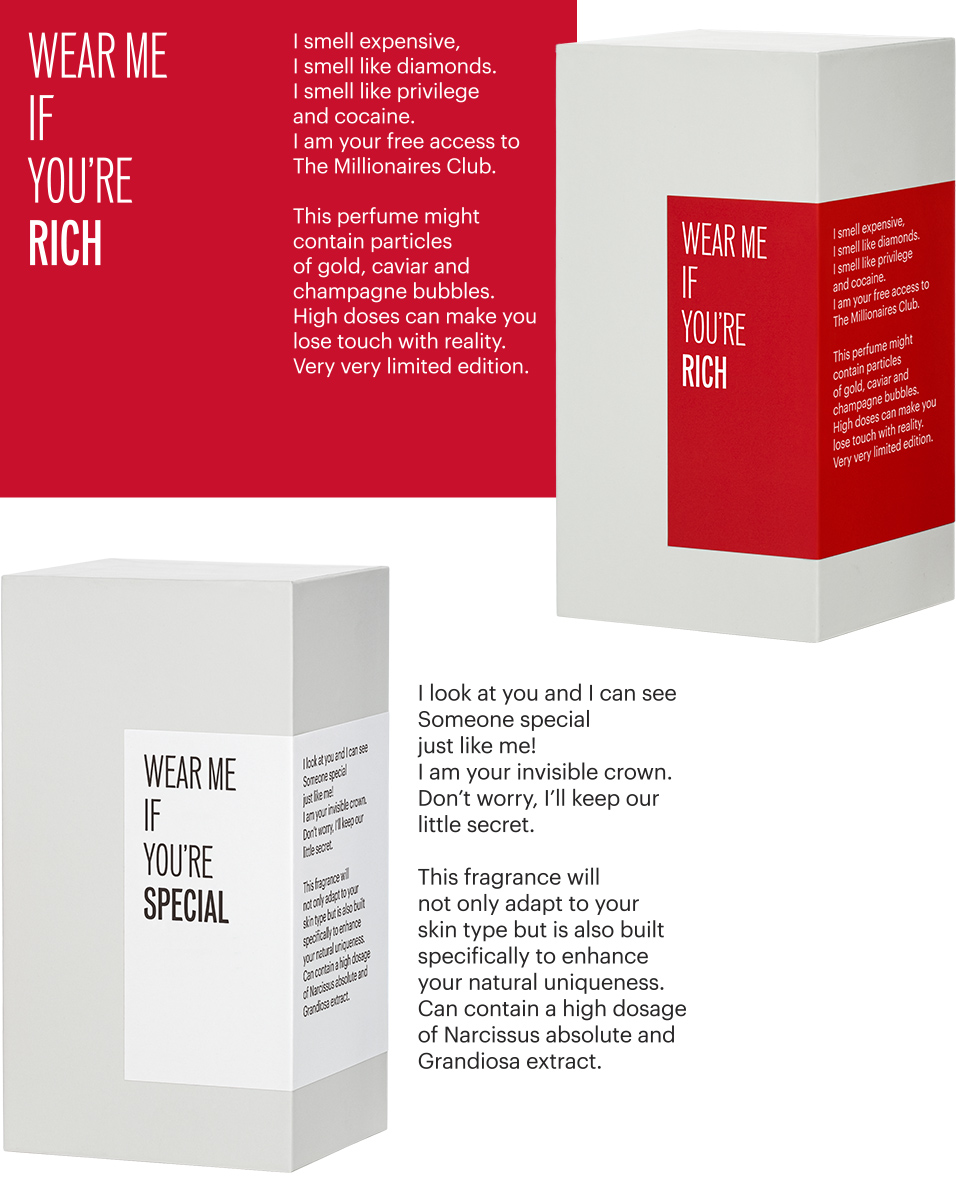 WEAR ME
IF
YOU'RE
RICH
I smell expensive,
I smell like diamonds.
I smell like privilege
and cocaine.
I am your free access to
The Millionaires Club.
This perfume might
contain particles
of gold, caviar and
champagne bubbles.
High doses can make you
lose touch with reality.
Very very limited edition.
WEAR ME
IF
YOU'RE
RICH
I smell expensive,
I smell like diamonds.
I smell like privilege
and cocaine.
I am your free access to
The Millionaires Club.
This perfume might
contain particles
of gold, caviar and
champagne bubbles.
High doses can make you
lose touch with reality.
Very very limited edition.
WEAR ME
IF
YOU'RE
SPECIAL
I look at you and I can see
Someone special
just like me!
I am your invisible crown.
Don't worry, I'll keep our
little secret.
This fragrance will
not only adapt to your
skin type but is also built
specifically to enhance
your natural uniqueness.
Can contain a high dosage
of Narcissus absolute and
Grandiosa extract.
I look at you and I can see
Someone special
just like me!
I am your invisible crown.
Don't worry, I'll keep our
little secret.
This fragrance will
not only adapt to your
skin type but is also built
specifically to enhance
your natural uniqueness.
Can contain a high dosage
of Narcissus absolute and
Grandiosa extract.